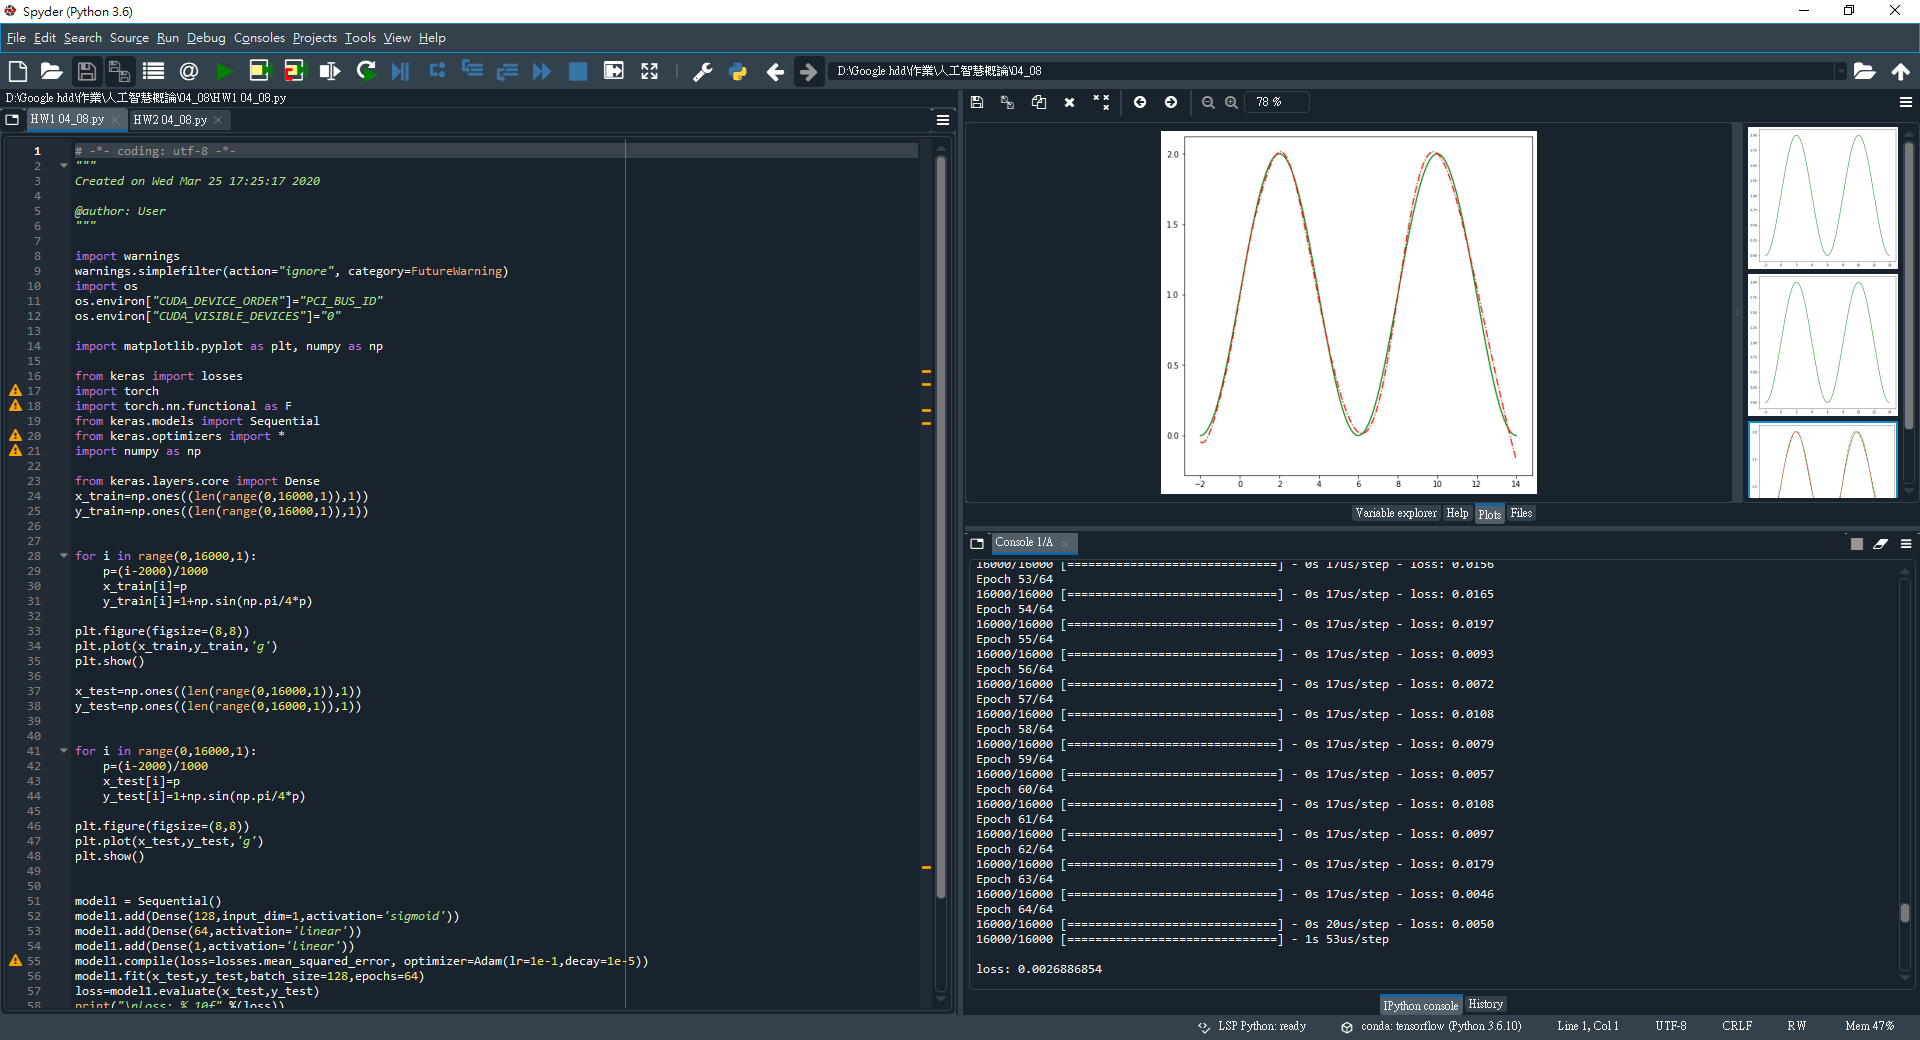 Spyder (Python 3.6)
File Edit Search Source Run Debug Consoles Projects Tools View Help
D:\Google hdd\作業\人工智慧概論\04_08
D:\Google hdd\作業\人工智慧概論\04_08\HW1 04_08.py
HW1 04_08.py
HW2 04_08.py
1 # -*- coding: utf-8 -*-
2 """
3 Created on Wed Mar 25 17:25:17 2020
4
5 @author: User
6 """
7
8 import warnings
9 warnings.simplefilter(action="ignore", category=FutureWarning)
10 import os
11 os.environ["CUDA_DEVICE_ORDER"]="PCI_BUS_ID"
12 os.environ["CUDA_VISIBLE_DEVICES"]="0"
13
14 import matplotlib.pyplot as plt, numpy as np
15
16 from keras import losses
17 import torch
18 import torch.nn.functional as F
19 from keras.models import Sequential
20 from keras.optimizers import *
21 import numpy as np
22
23 from keras.layers.core import Dense
24 x_train=np.ones((len(range(0,16000,1)),1))
25 y_train=np.ones((len(range(0,16000,1)),1))
26
27
28 for i in range(0,16000,1):
29 p=(i-2000)/1000
30 x_train[i]=p
31 y_train[i]=1+np.sin(np.pi/4*p)
32
33 plt.figure(figsize=(8,8))
34 plt.plot(x_train,y_train,'g')
35 plt.show()
36
37 x_test=np.ones((len(range(0,16000,1)),1))
38 y_test=np.ones((len(range(0,16000,1)),1))
39
40
41 for i in range(0,16000,1):
42 p=(i-2000)/1000
43 x_test[i]=p
44 y_test[i]=1+np.sin(np.pi/4*p)
45
46 plt.figure(figsize=(8,8))
47 plt.plot(x_test,y_test,'g')
48 plt.show()
49
50
51 model1 = Sequential()
52 model1.add(Dense(128,input_dim=1,activation='sigmoid'))
53 model1.add(Dense(64,activation='linear'))
54 model1.add(Dense(1,activation='linear'))
55 model1.compile(loss=losses.mean_squared_error, optimizer=Adam(lr=1e-1,decay=1e-5))
56 model1.fit(x_test,y_test,batch_size=128,epochs=64)
57 loss=model1.evaluate(x_test,y_test)
58 print("\nloss: %.10f" %(loss))
78 %
2.0
1.5
1.0
0.5
0.0
−2 0 2 4 6 8 10 12 14
Variable explorer Help Plots Files
Console 1/A
16000/16000 [==============================] - 0s 17us/step - loss: 0.0156
Epoch 53/64
16000/16000 [==============================] - 0s 17us/step - loss: 0.0165
Epoch 54/64
16000/16000 [==============================] - 0s 17us/step - loss: 0.0197
Epoch 55/64
16000/16000 [==============================] - 0s 17us/step - loss: 0.0093
Epoch 56/64
16000/16000 [==============================] - 0s 17us/step - loss: 0.0072
Epoch 57/64
16000/16000 [==============================] - 0s 17us/step - loss: 0.0108
Epoch 58/64
16000/16000 [==============================] - 0s 17us/step - loss: 0.0079
Epoch 59/64
16000/16000 [==============================] - 0s 17us/step - loss: 0.0057
Epoch 60/64
16000/16000 [==============================] - 0s 17us/step - loss: 0.0108
Epoch 61/64
16000/16000 [==============================] - 0s 17us/step - loss: 0.0097
Epoch 62/64
16000/16000 [==============================] - 0s 17us/step - loss: 0.0179
Epoch 63/64
16000/16000 [==============================] - 0s 17us/step - loss: 0.0046
Epoch 64/64
16000/16000 [==============================] - 0s 20us/step - loss: 0.0050
16000/16000 [==============================] - 1s 53us/step
loss: 0.0026886854
IPython console History
LSP Python: ready conda: tensorflow (Python 3.6.10) Line 1, Col 1 UTF-8 CRLF RW Mem 47%